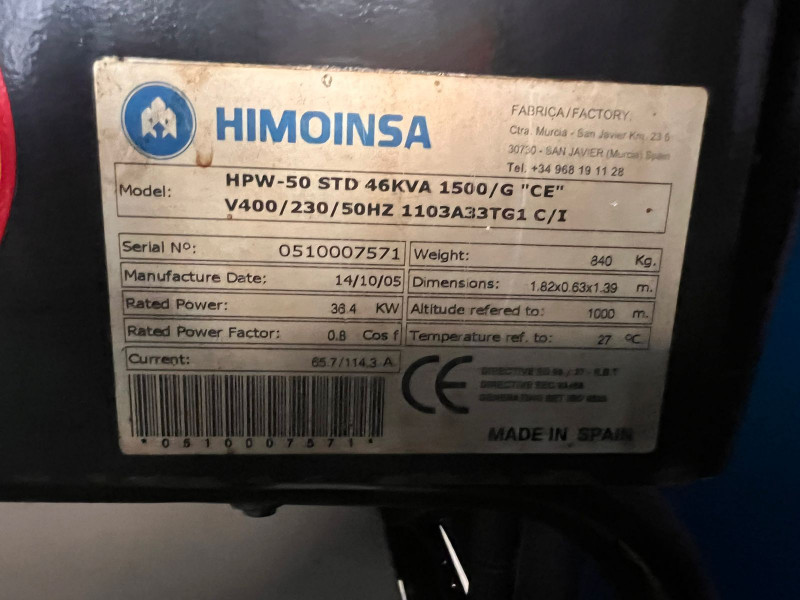 HIMOINSA
FABRICA/FACTORY:
Ctra. Murcia - San Javier Km. 23.6
30730 - SAN JAVIER (Murcia) Spain
Tel. +34 968 19 11 28
Model: HPW-50 STD 46KVA 1500/G "CE"
V400/230/50HZ 1103A33TG1 C/I
Serial Nº: 0510007571
Weight: 840 Kg.
Manufacture Date: 14/10/05
Dimensions: 1.82x0.63x1.39 m.
Rated Power: 36.4 KW
Altitude refered to: 1000 m.
Rated Power Factor: 0.8 Cos f
Temperature ref. to: 27 ºC.
Current: 65.7/114.3 A.
CE
*0510007571*
MADE IN SPAIN